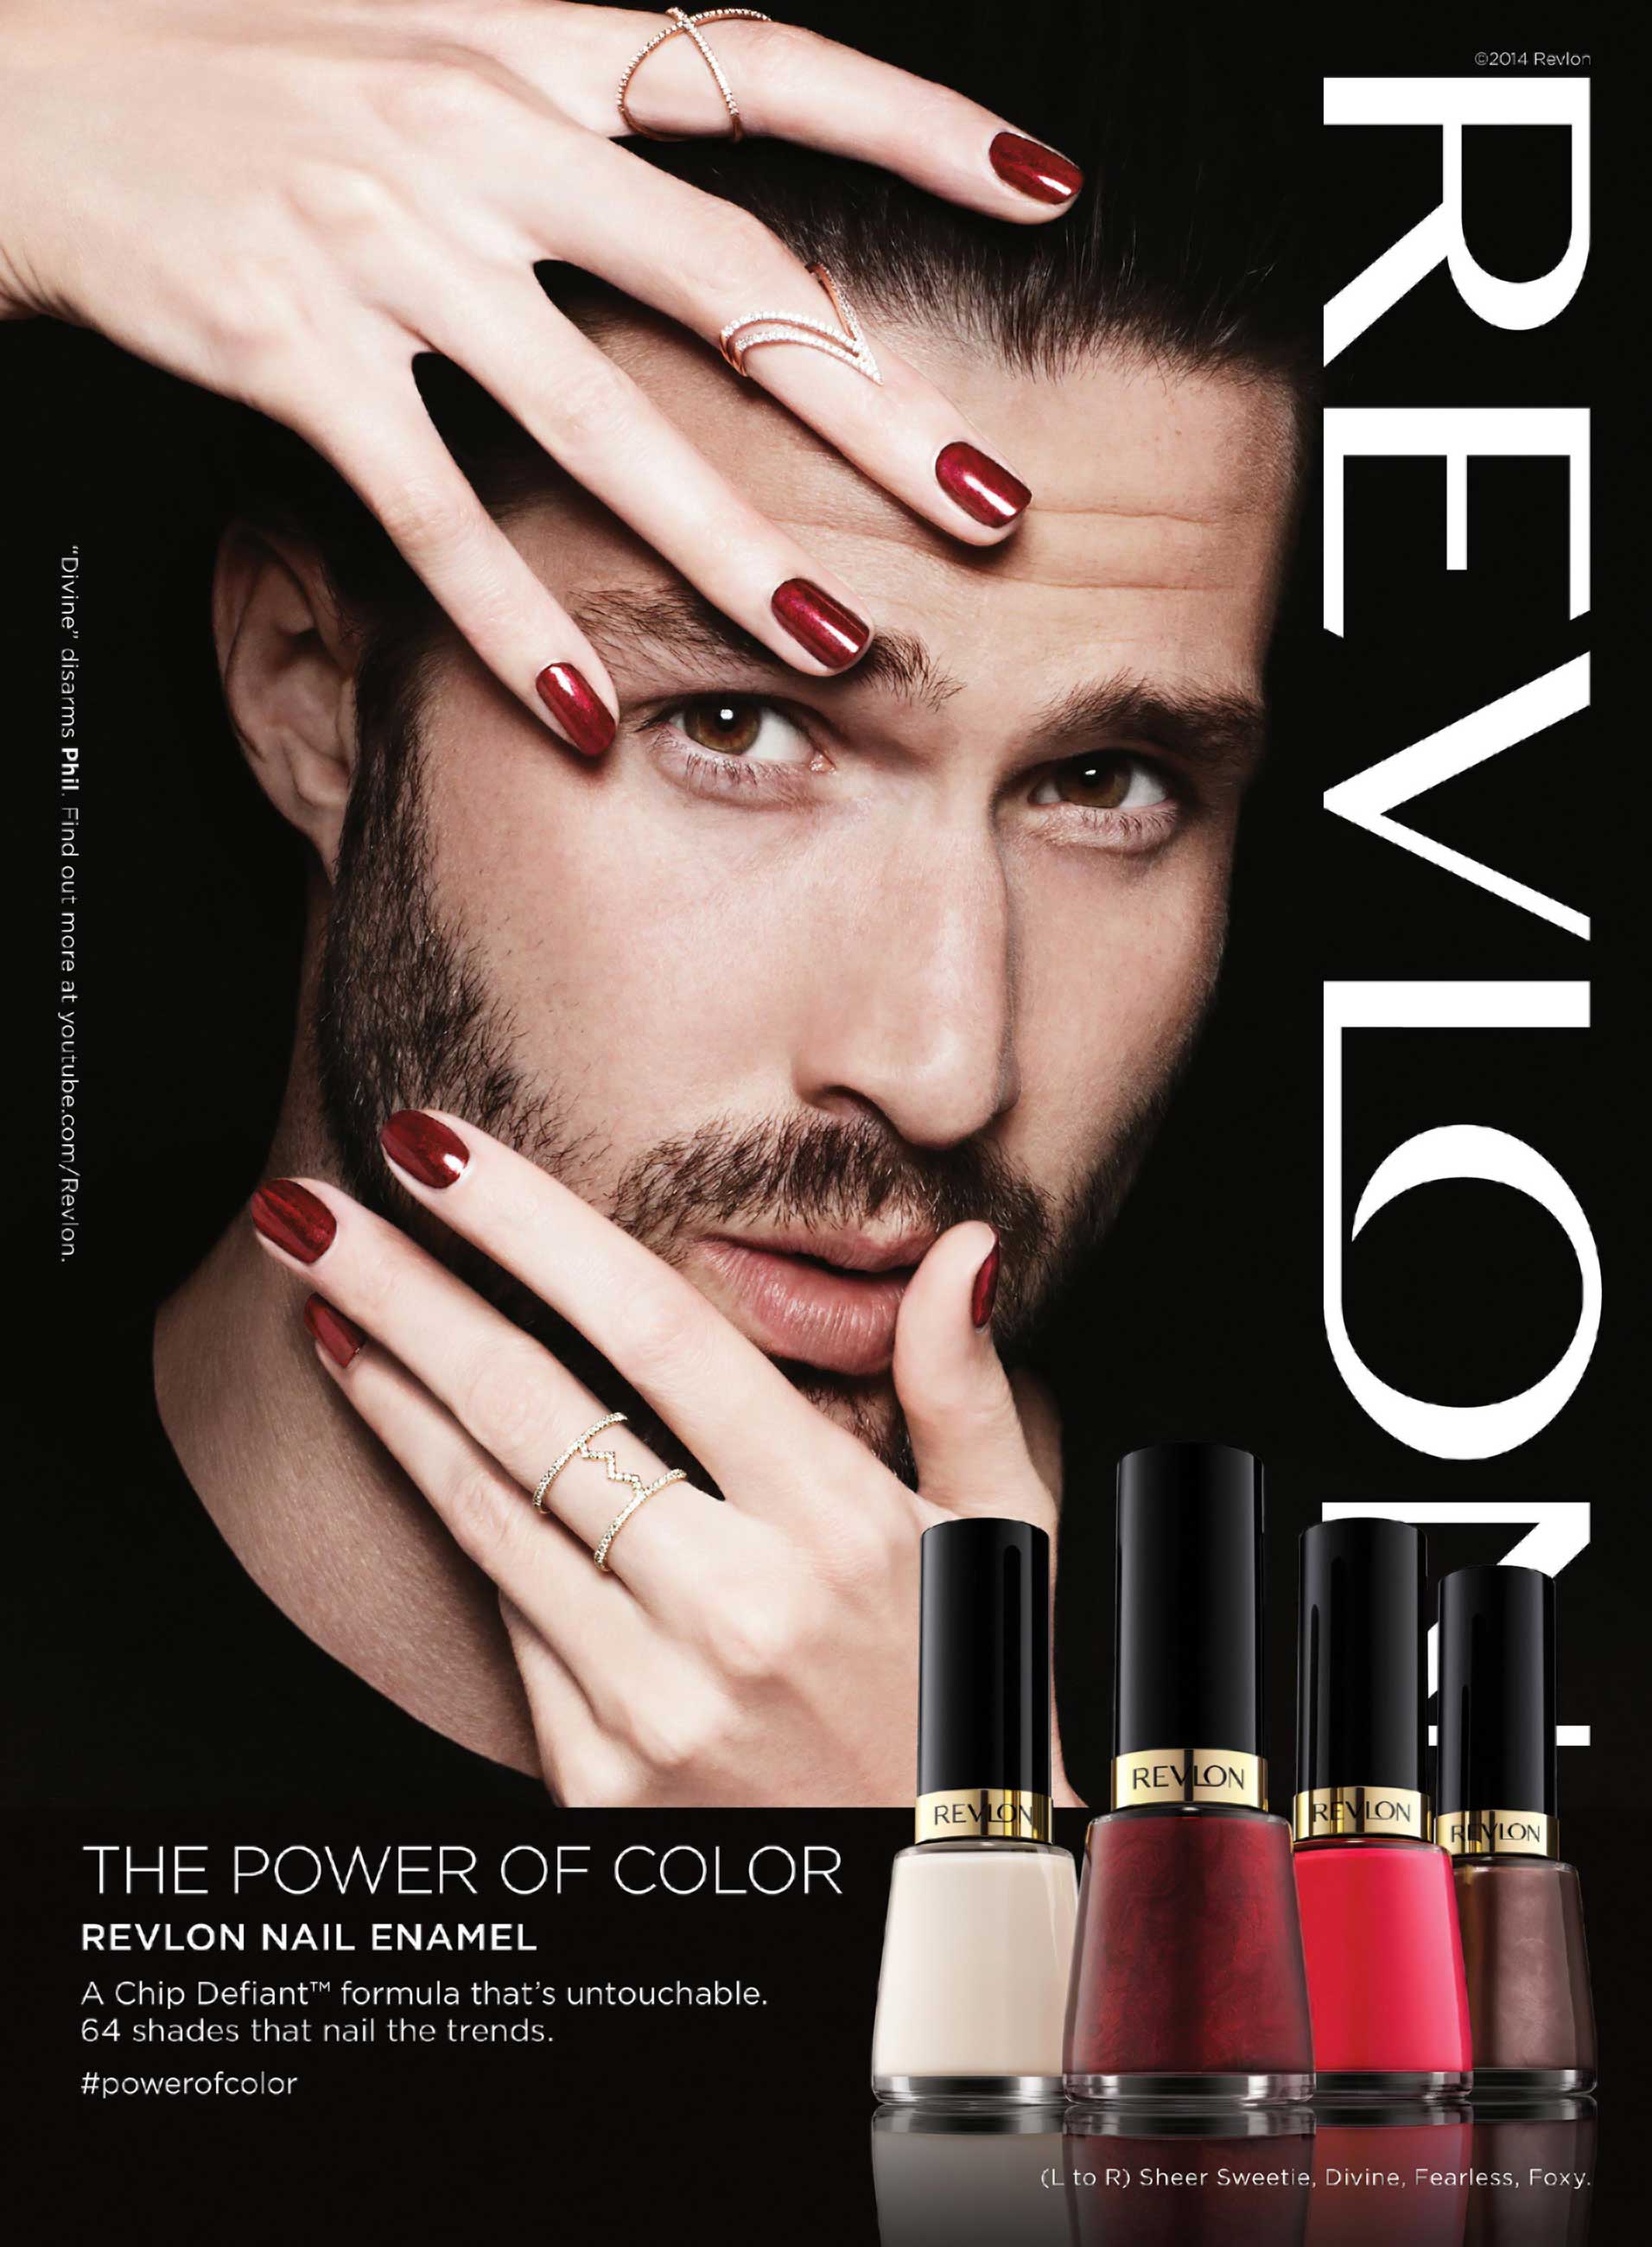 ©2014 Revlon
REVLON
"Divine" disarms Phil. Find out more at youtube.com/Revlon.
REVLON
REVLON
REVLON
REVLON
THE POWER OF COLOR
REVLON NAIL ENAMEL
A Chip Defiant™ formula that's untouchable.
64 shades that nail the trends.
#powerofcolor
(L to R) Sheer Sweetie, Divine, Fearless, Foxy.